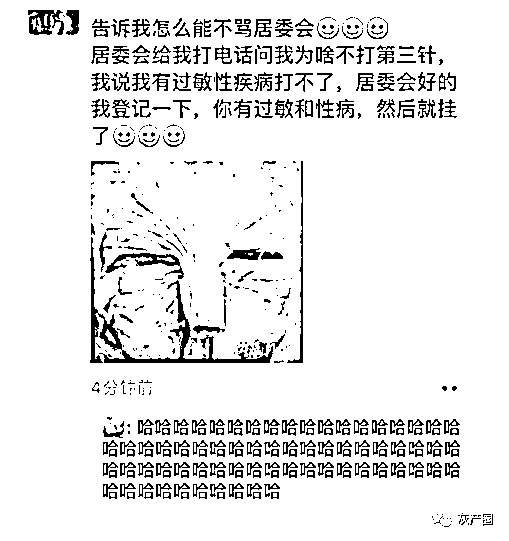 告诉我怎么能不骂居委会
居委会给我打电话问我为啥不打第三针，
我说我有过敏性疾病打不了，居委会好的
我登记一下，你有过敏和性病，然后就挂
了
4分钟前
: 哈哈哈哈哈哈哈哈哈哈哈哈哈哈哈哈哈哈
哈哈哈哈哈哈哈哈哈哈哈哈哈哈哈哈哈哈哈哈
哈哈哈哈哈哈哈哈哈哈哈哈哈哈哈哈哈哈哈哈
哈哈哈哈哈哈哈哈哈哈
灰产圈